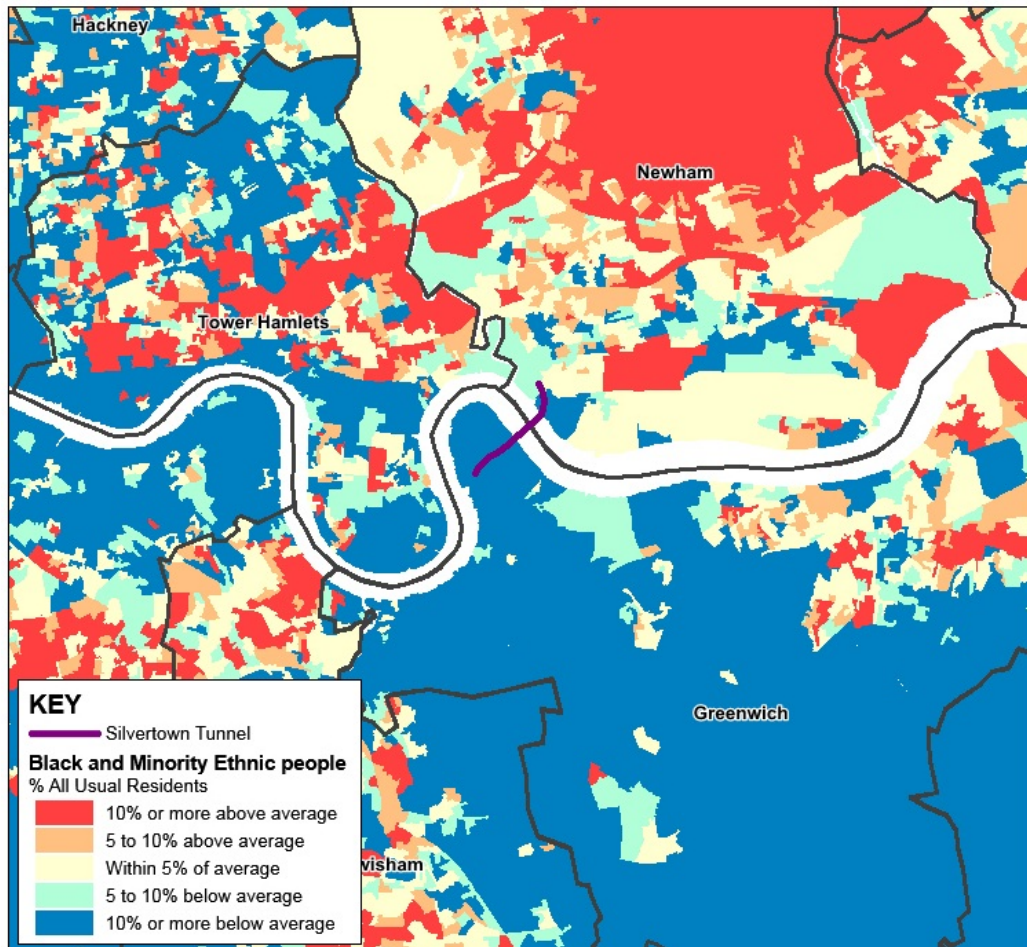 Hackney
Newham
Tower Hamlets
Greenwich
KEY
Silvertown Tunnel
Black and Minority Ethnic people
% All Usual Residents
10% or more above average
5 to 10% above average
Within 5% of average
5 to 10% below average
10% or more below average
wisham